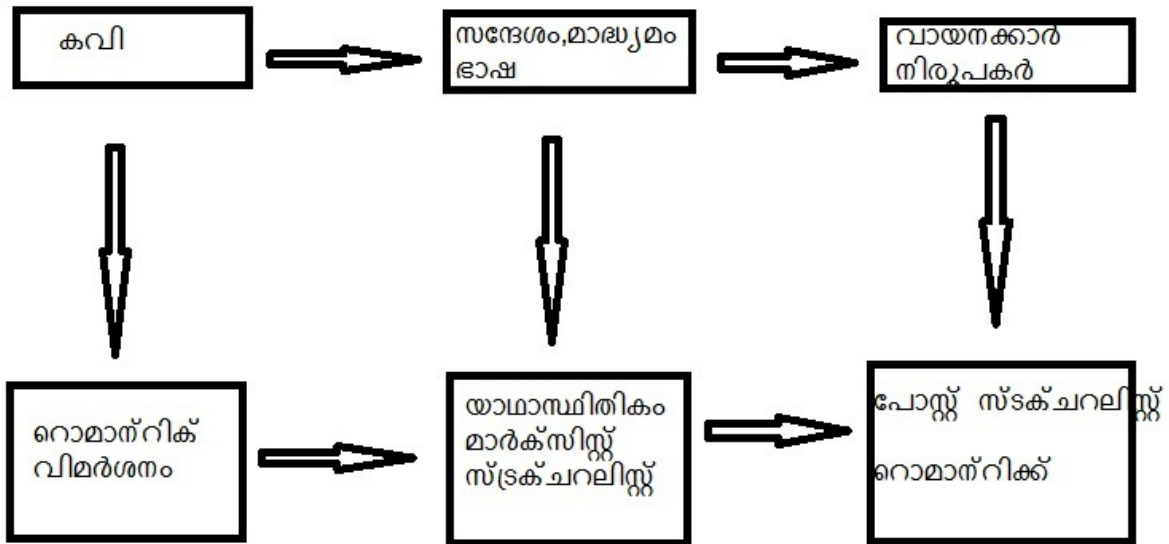 കവി
സന്ദേശം,മാദ്ധ്യമം
ഭാഷ
വായനക്കാർ
നിരൂപകർ
റൊമാന്റിക്
വിമർശനം
യാഥാസ്ഥിതികം
മാർക്സിസ്റ്റ്
സ്ട്രക്ചറലിസ്റ്റ്
പോസ്റ്റ് സ്ടക്ചറലിസ്റ്റ്
റൊമാന്റിക്ക്